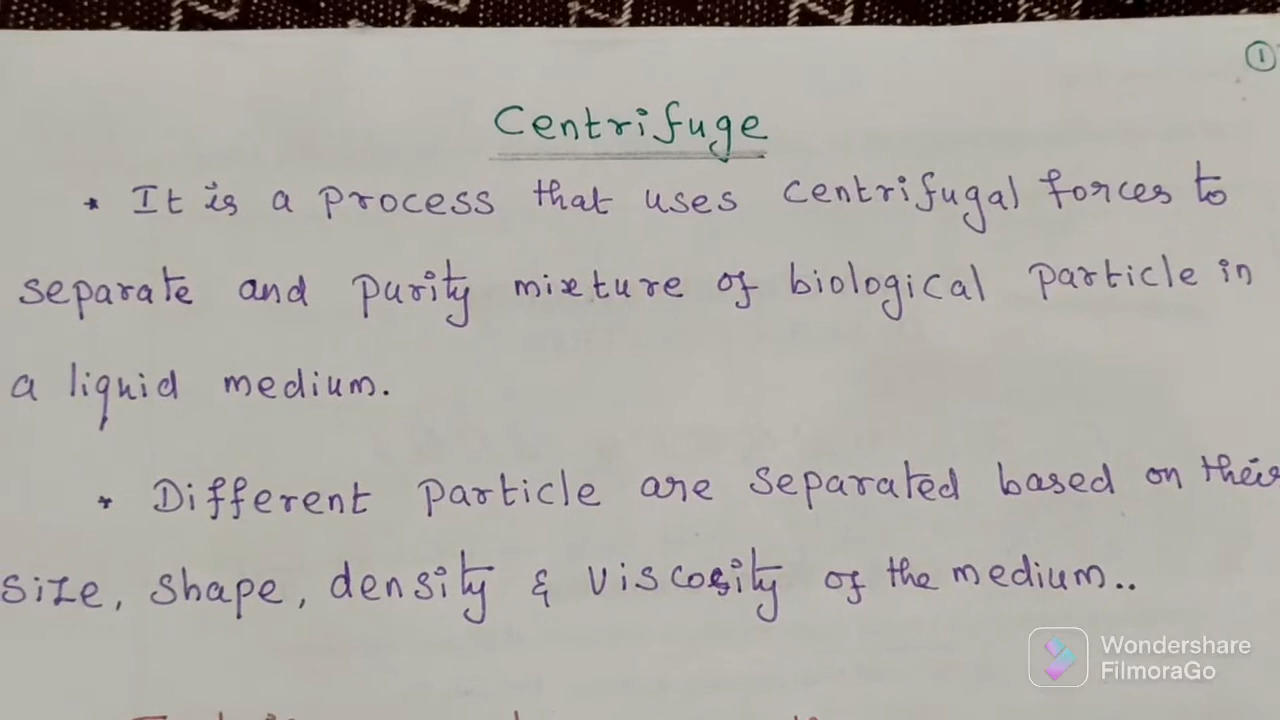 ①
Centrifuge
* It is a process that uses centrifugal forces to
separate and purity mixture of biological particle in
a liquid medium.
* Different particle are separated based on their
size, shape, density & viscosity of the medium..
Wondershare
FilmoraGo